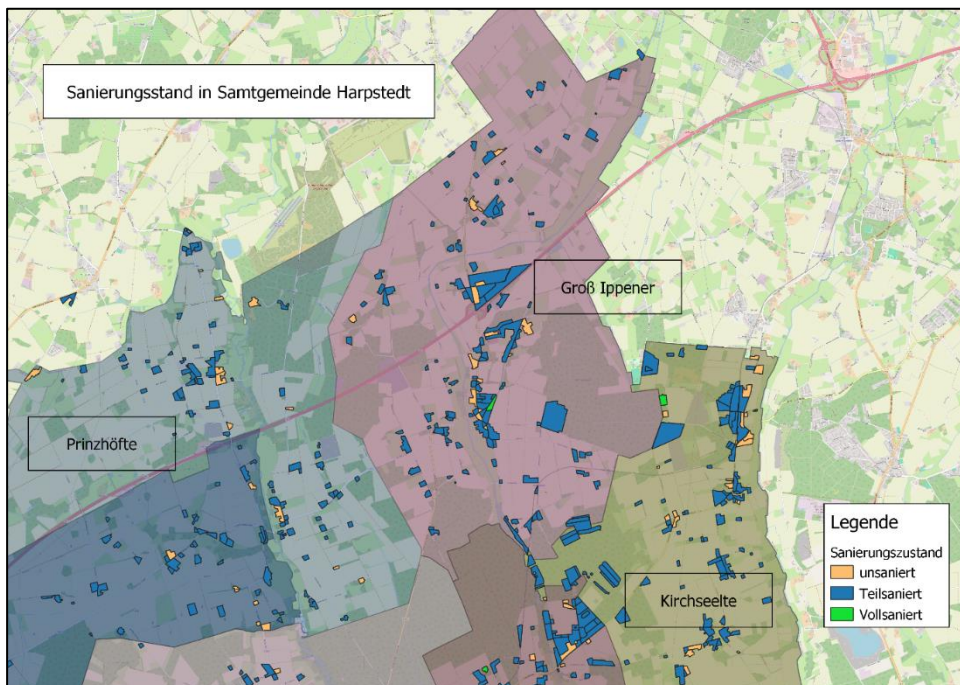 Sanierungsstand in Samtgemeinde Harpstedt
Groß Ippener
Prinzhöfte
Kirchseelte
Legende
Sanierungszustand
unsaniert
Teilsaniert
Vollsaniert